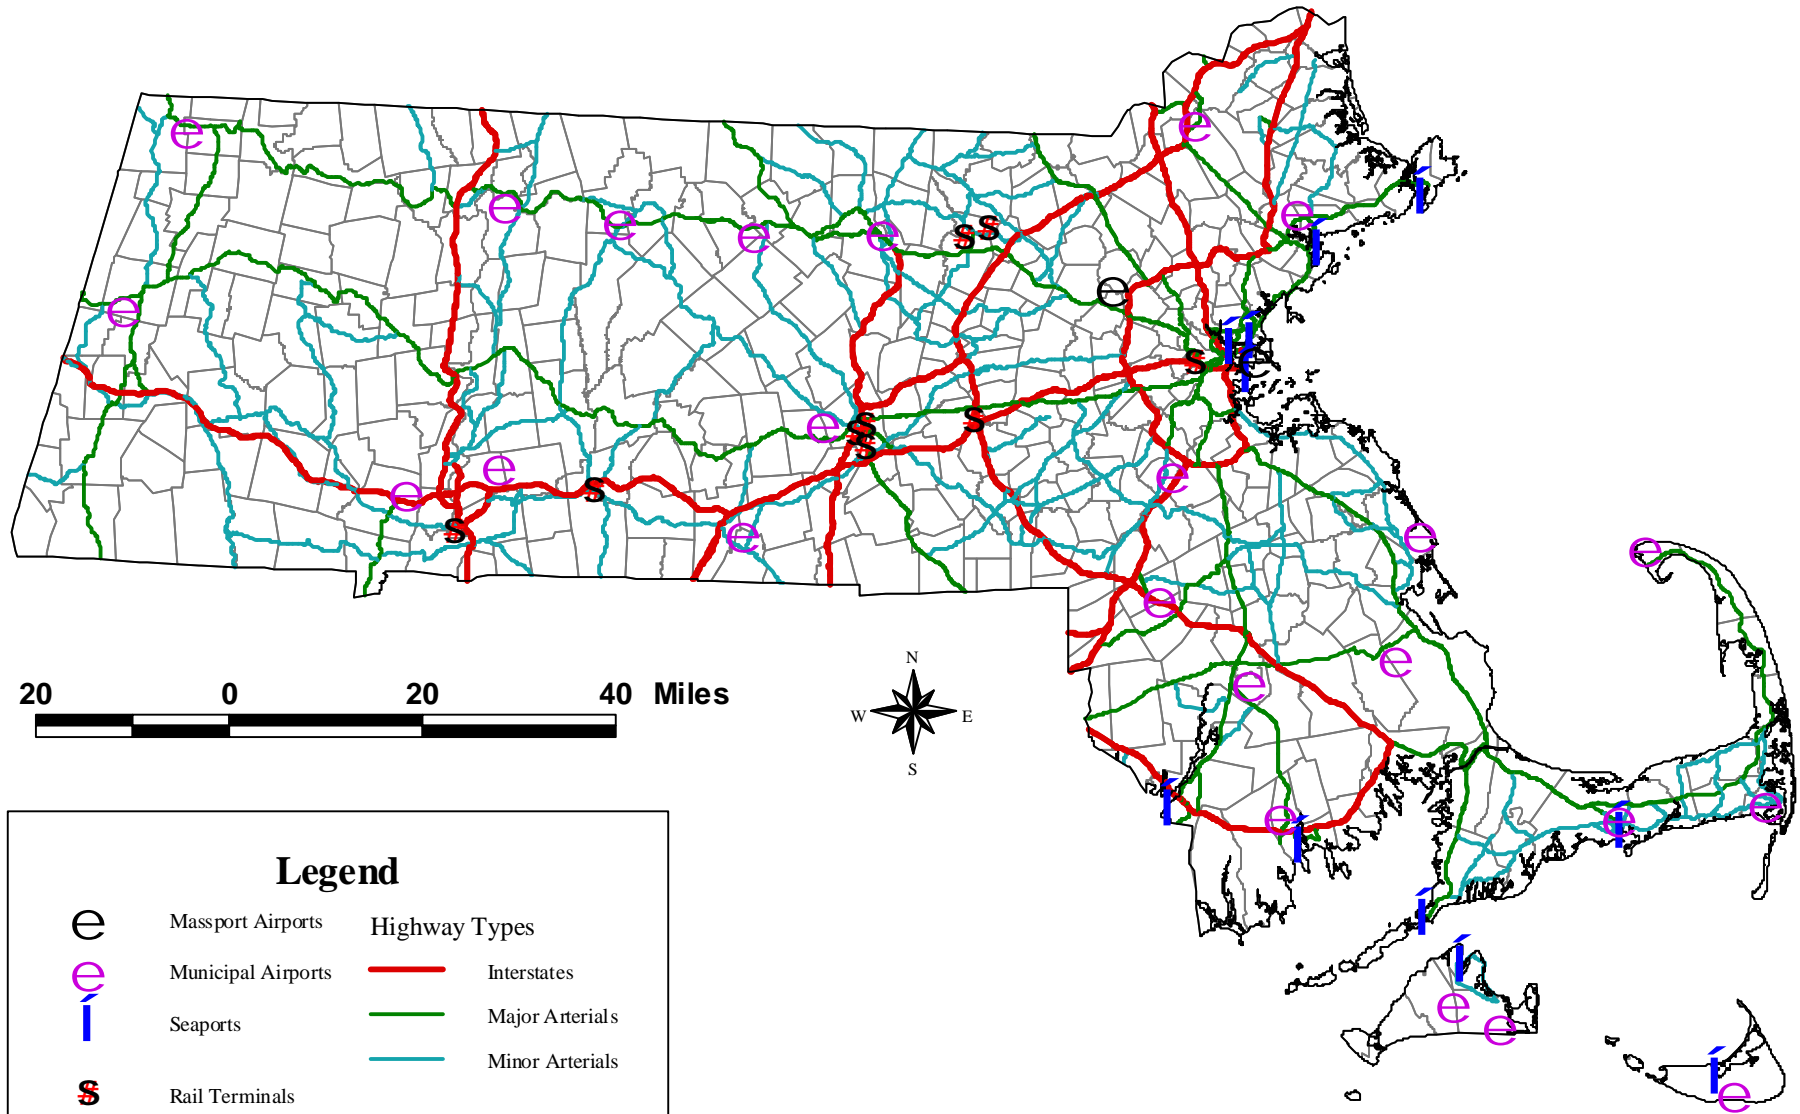 N
W E
S
20 0 20 40 Miles
Legend
e Massport Airports
Highway Types
e Municipal Airports
Interstates
Í Seaports
Major Arterials
Minor Arterials
S Rail Terminals